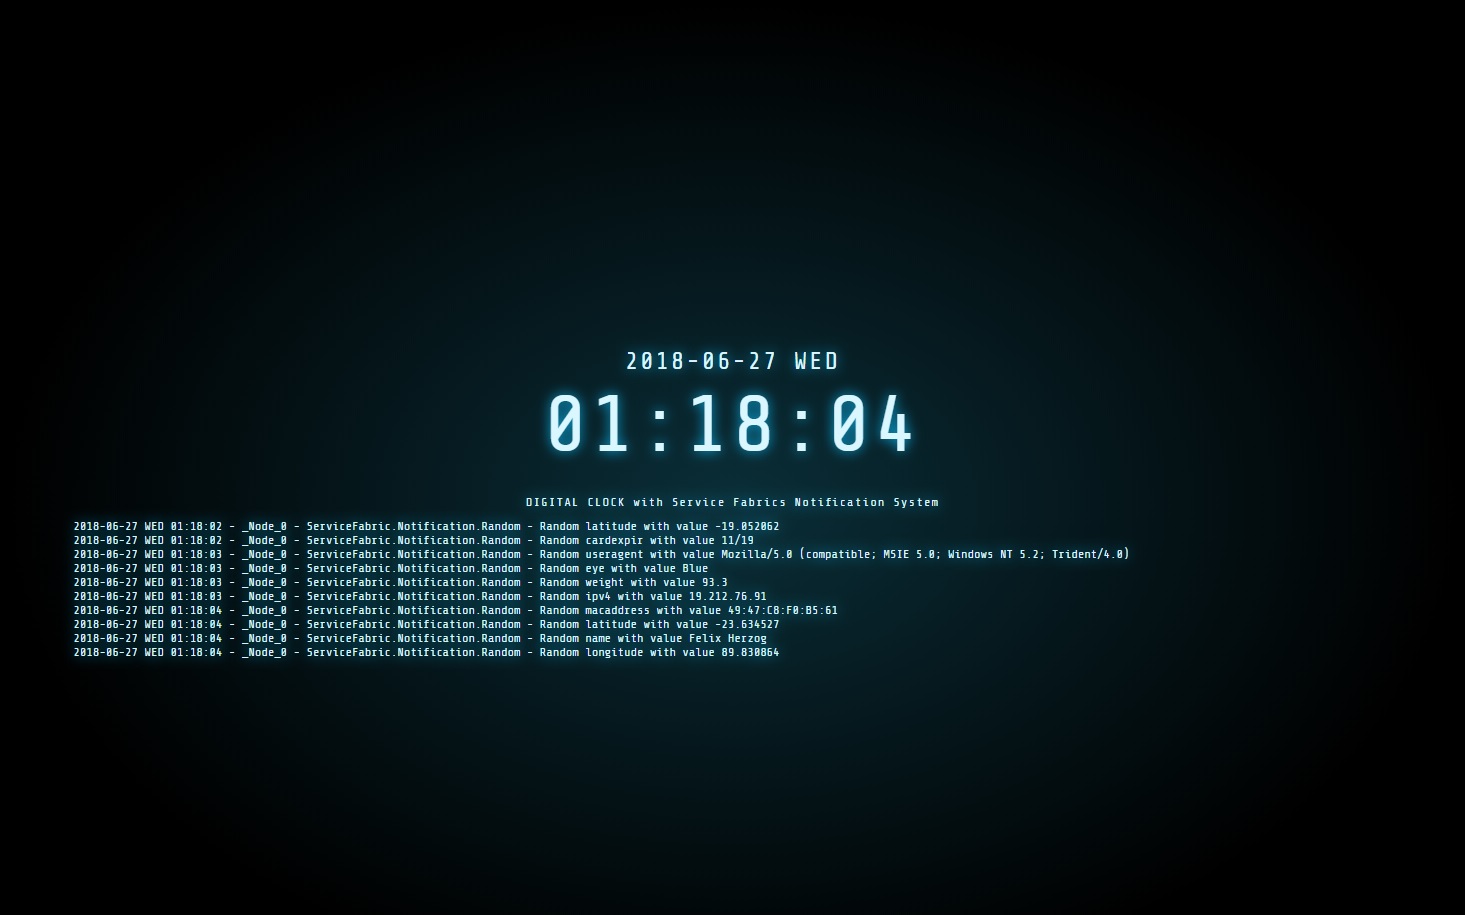 2018-06-27 WED
01:18:04
DIGITAL CLOCK with Service Fabrics Notification System
2018-06-27 WED 01:18:02 - _Node_0 - ServiceFabric.Notification.Random - Random latitude with value -19.052062
2018-06-27 WED 01:18:02 - _Node_0 - ServiceFabric.Notification.Random - Random cardexpir with value 11/19
2018-06-27 WED 01:18:03 - _Node_0 - ServiceFabric.Notification.Random - Random useragent with value Mozilla/5.0 (compatible; MSIE 5.0; Windows NT 5.2; Trident/4.0)
2018-06-27 WED 01:18:03 - _Node_0 - ServiceFabric.Notification.Random - Random eye with value Blue
2018-06-27 WED 01:18:03 - _Node_0 - ServiceFabric.Notification.Random - Random weight with value 93.3
2018-06-27 WED 01:18:03 - _Node_0 - ServiceFabric.Notification.Random - Random ipv4 with value 19.212.76.91
2018-06-27 WED 01:18:04 - _Node_0 - ServiceFabric.Notification.Random - Random macaddress with value 49:47:C8:F0:B5:61
2018-06-27 WED 01:18:04 - _Node_0 - ServiceFabric.Notification.Random - Random latitude with value -23.634527
2018-06-27 WED 01:18:04 - _Node_0 - ServiceFabric.Notification.Random - Random name with value Felix Herzog
2018-06-27 WED 01:18:04 - _Node_0 - ServiceFabric.Notification.Random - Random longitude with value 89.830864